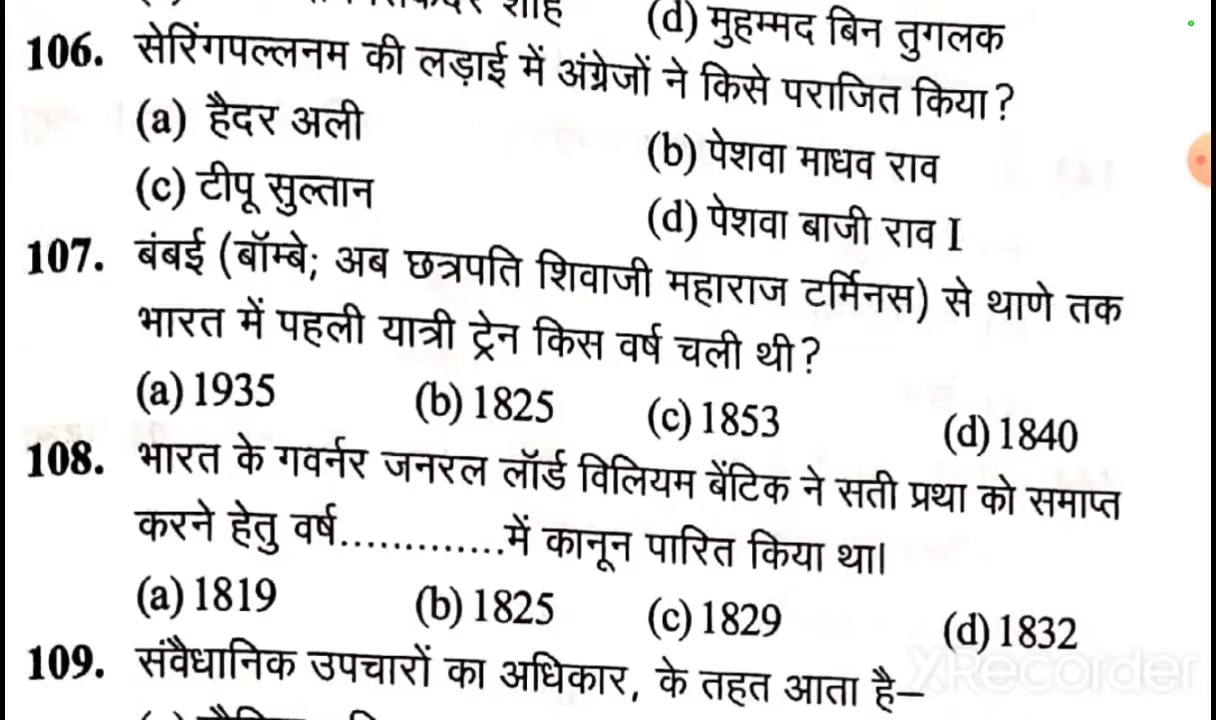 (d) मुहम्मद बिन तुगलक
106. सेरिंगपल्लनम की लड़ाई में अंग्रेजों ने किसे पराजित किया?
(a) हैदर अली (b) पेशवा माधव राव
(c) टीपू सुल्तान (d) पेशवा बाजी राव I
107. बंबई (बॉम्बे; अब छत्रपति शिवाजी महाराज टर्मिनस) से थाणे तक
भारत में पहली यात्री ट्रेन किस वर्ष चली थी?
(a) 1935 (b) 1825 (c) 1853 (d) 1840
108. भारत के गवर्नर जनरल लॉर्ड विलियम बेंटिक ने सती प्रथा को समाप्त
करने हेतु वर्ष.............में कानून पारित किया था।
(a) 1819 (b) 1825 (c) 1829 (d) 1832
109. संवैधानिक उपचारों का अधिकार, के तहत आता है–
XRecorder